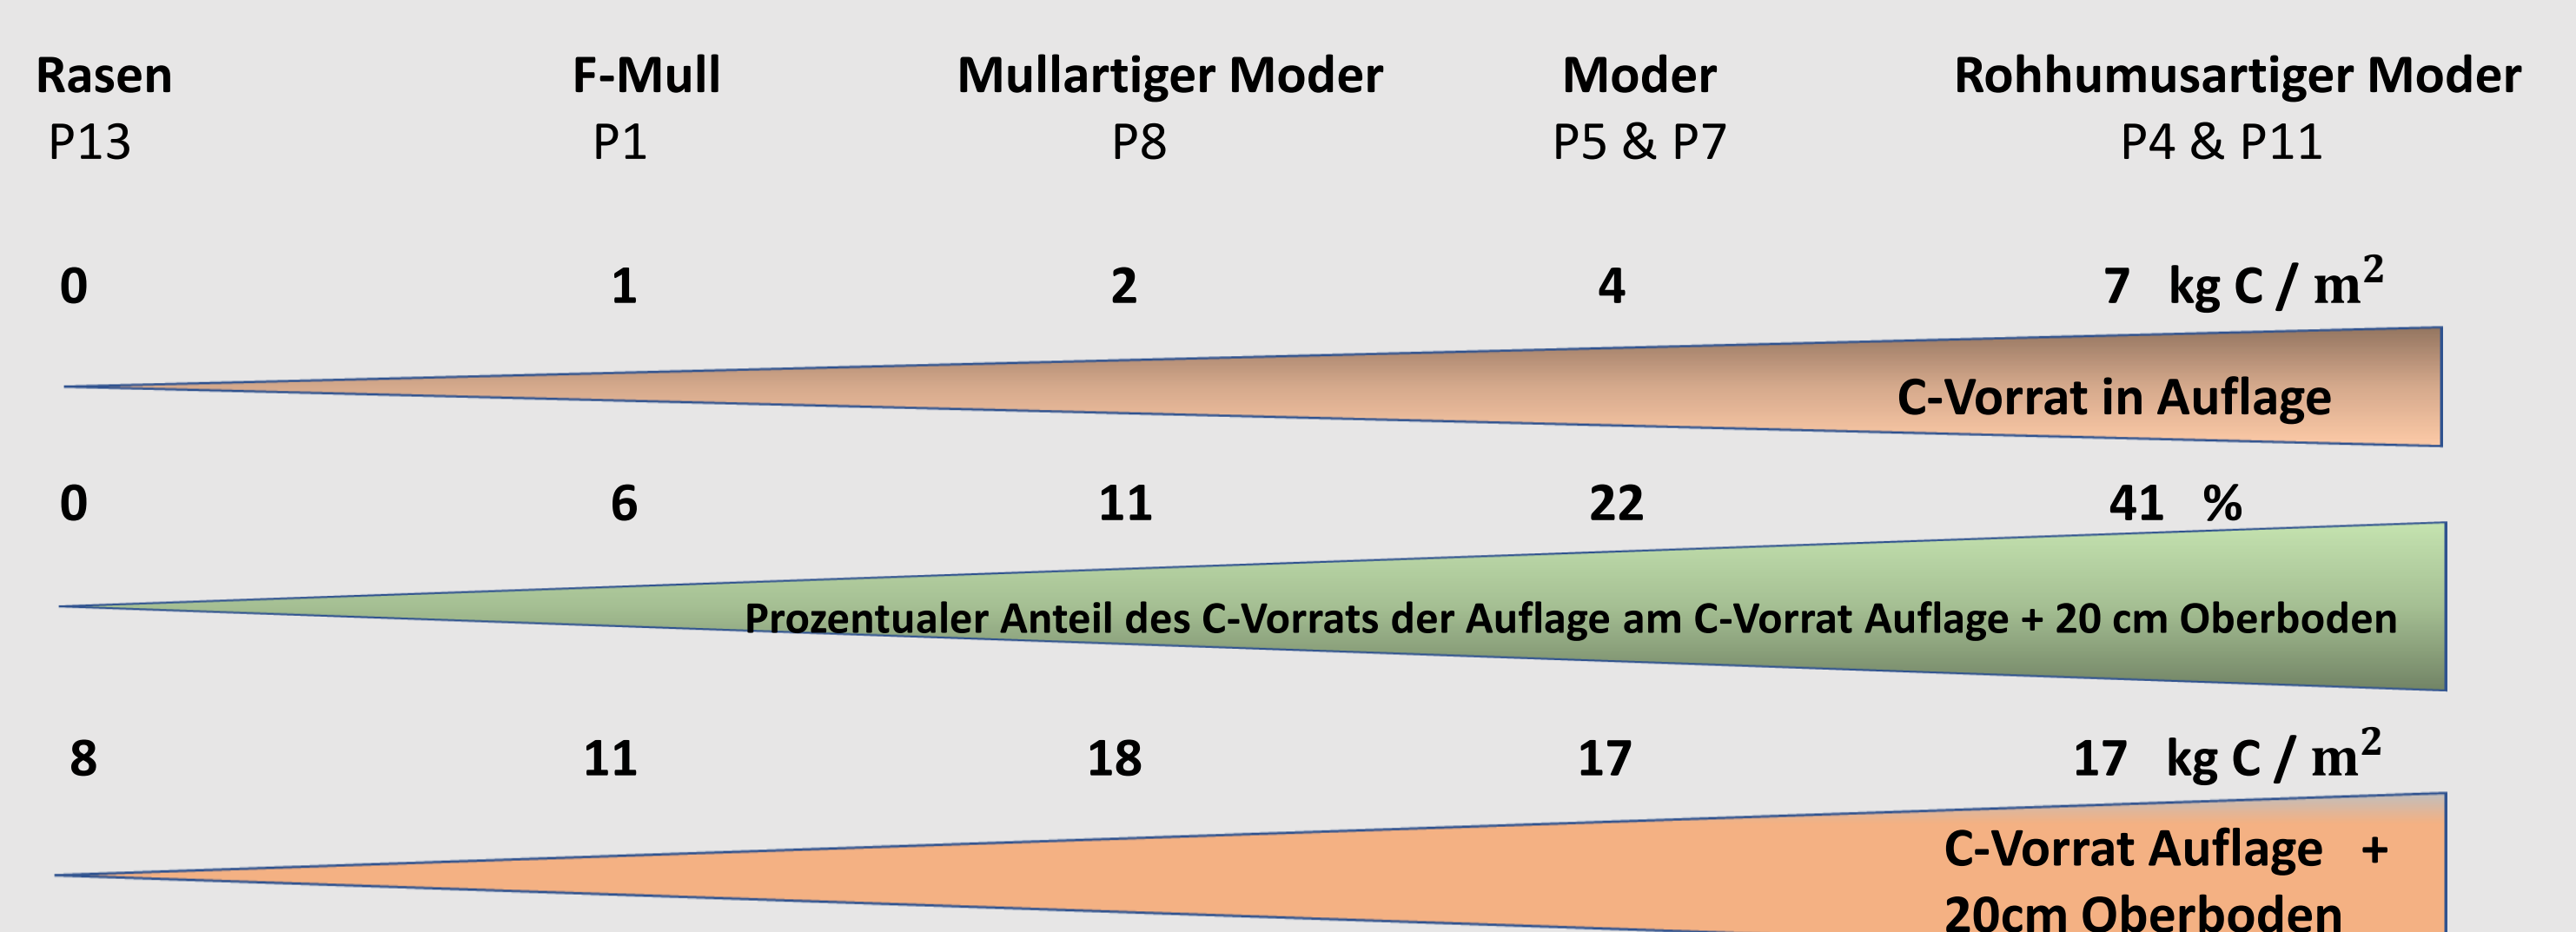 Rasen F-Mull Mullartiger Moder Moder Rohhumusartiger Moder
P13 P1 P8 P5 & P7 P4 & P11
0 1 2 4 7 kg C / m²
C-Vorrat in Auflage
0 6 11 22 41 %
Prozentualer Anteil des C-Vorrats der Auflage am C-Vorrat Auflage + 20 cm Oberboden
8 11 18 17 17 kg C / m²
C-Vorrat Auflage +
20cm Oberboden